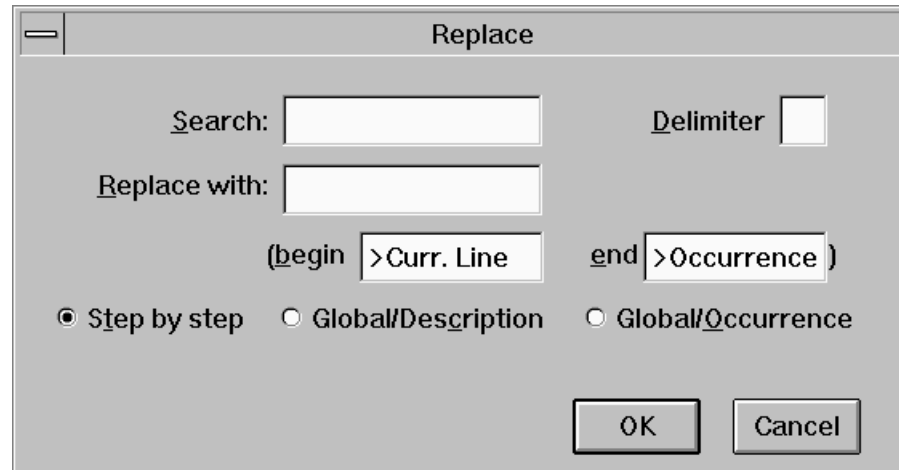 Replace
Search: Delimiter
Replace with:
(begin >Curr. Line end >Occurrence )
Step by step Global/Description Global/Occurrence
OK Cancel